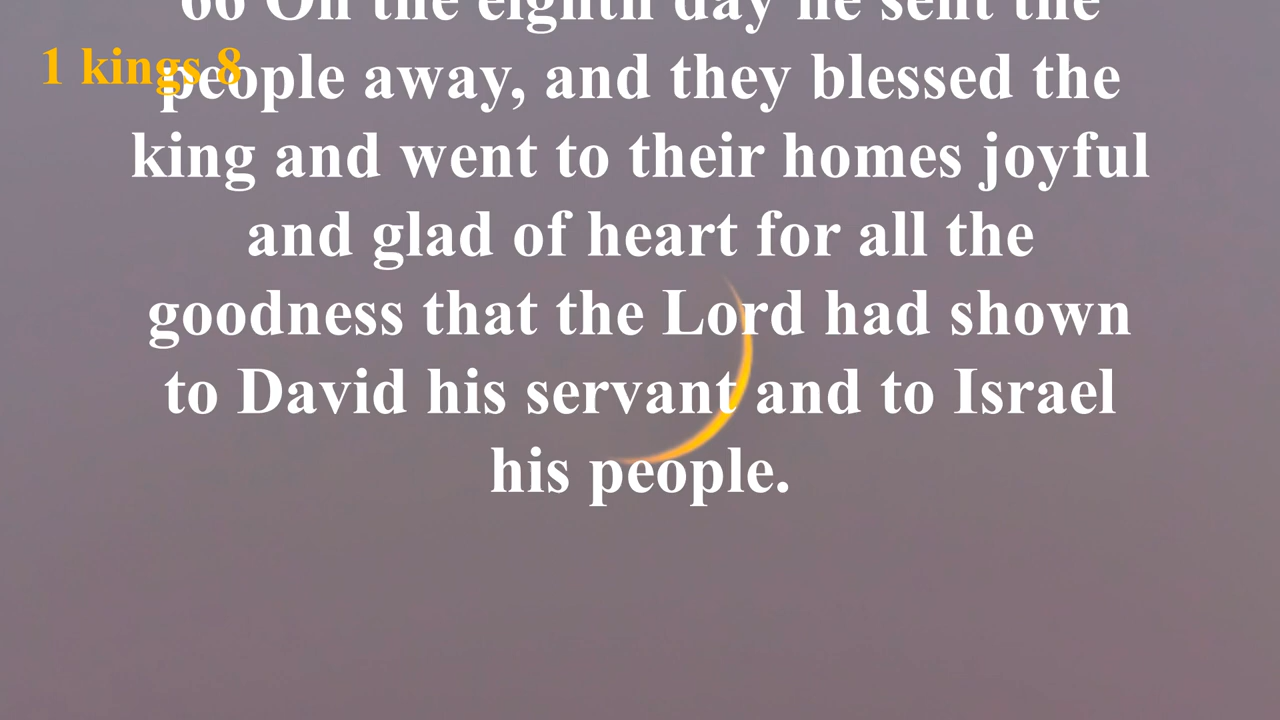 66 On the eighth day he sent the
1 kings 8
people away, and they blessed the
king and went to their homes joyful
and glad of heart for all the
goodness that the Lord had shown
to David his servant and to Israel
his people.